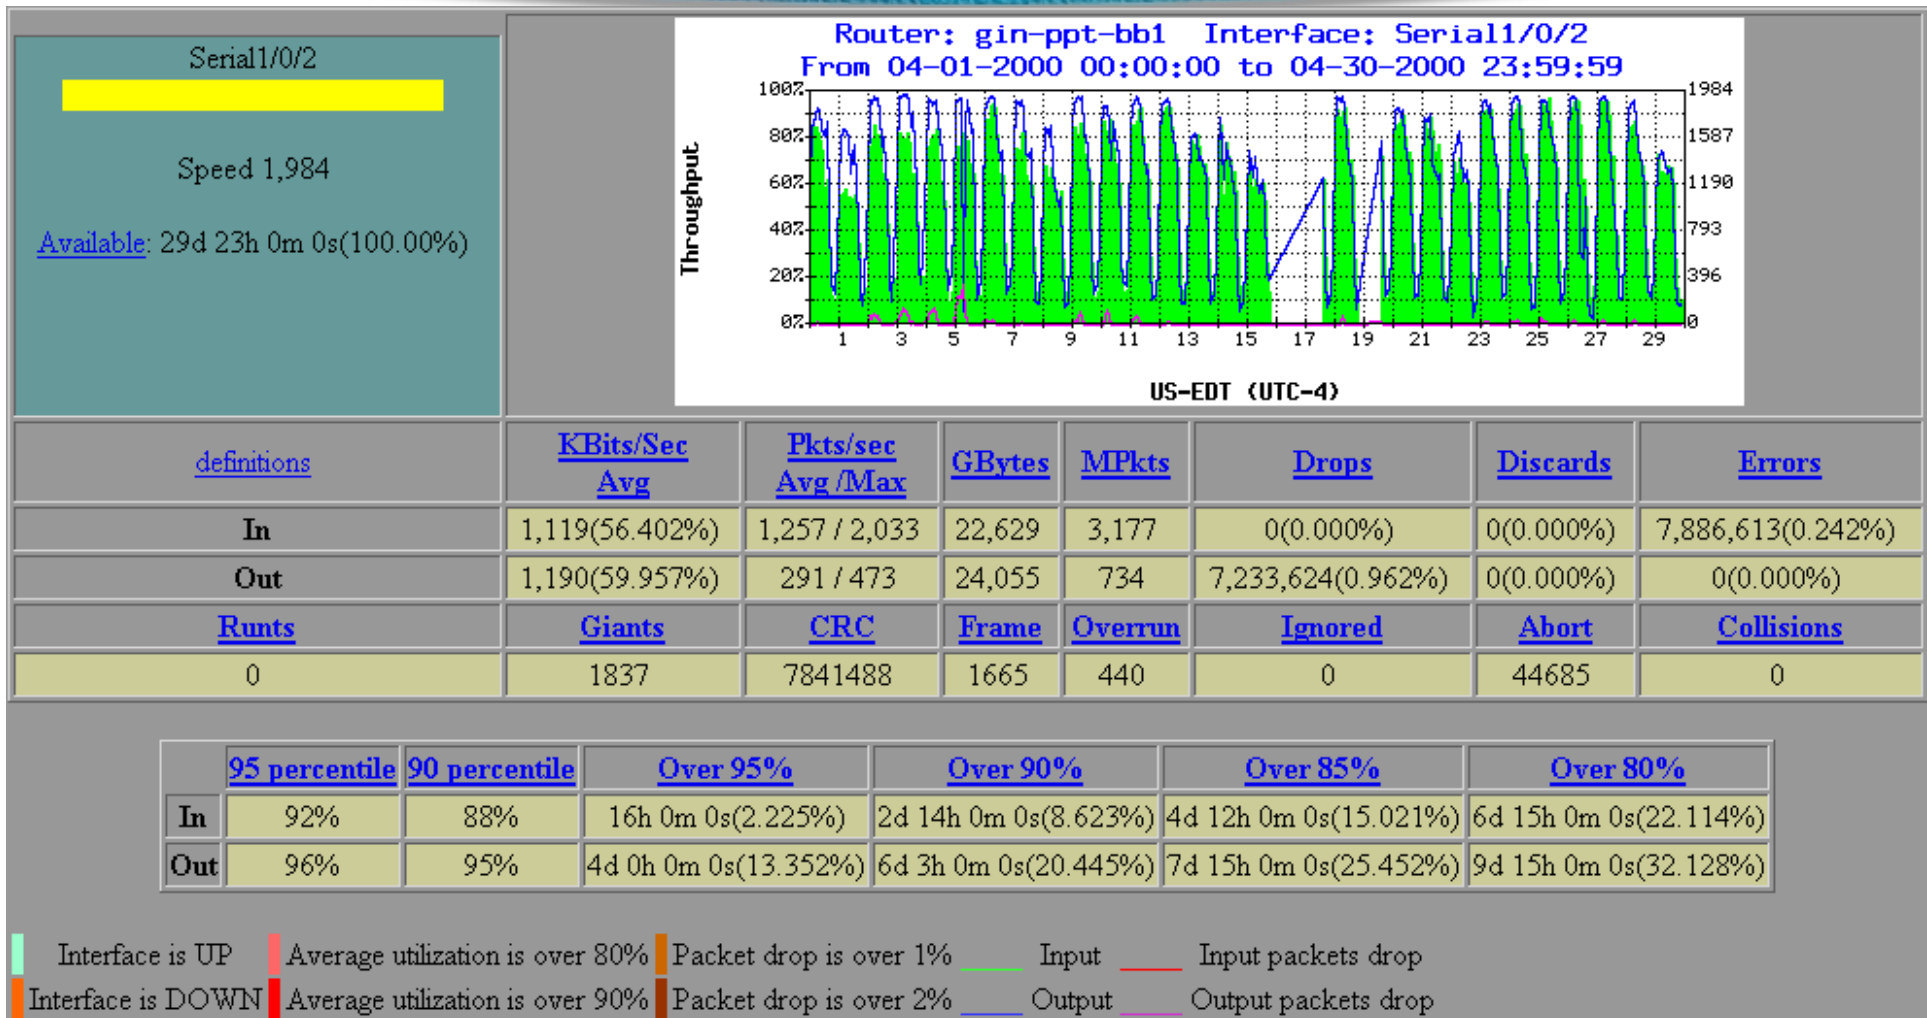 Serial1/0/2
Speed 1,984
Available: 29d 23h 0m 0s(100.00%)
Router: gin-ppt-bb1 Interface: Serial1/0/2
From 04-01-2000 00:00:00 to 04-30-2000 23:59:59
100% 1984
80% 1587
60% 1190
40% 793
20% 396
0% 0
Throughput
1 3 5 7 9 11 13 15 17 19 21 23 25 27 29
US-EDT (UTC-4)
definitions KBits/Sec Avg Pkts/sec Avg /Max GBytes MPkts Drops Discards Errors
In 1,119(56.402%) 1,257 / 2,033 22,629 3,177 0(0.000%) 0(0.000%) 7,886,613(0.242%)
Out 1,190(59.957%) 291 / 473 24,055 734 7,233,624(0.962%) 0(0.000%) 0(0.000%)
Runts Giants CRC Frame Overrun Ignored Abort Collisions
0 1837 7841488 1665 440 0 44685 0
95 percentile 90 percentile Over 95% Over 90% Over 85% Over 80%
In 92% 88% 16h 0m 0s(2.225%) 2d 14h 0m 0s(8.623%) 4d 12h 0m 0s(15.021%) 6d 15h 0m 0s(22.114%)
Out 96% 95% 4d 0h 0m 0s(13.352%) 6d 3h 0m 0s(20.445%) 7d 15h 0m 0s(25.452%) 9d 15h 0m 0s(32.128%)
Interface is UP Average utilization is over 80% Packet drop is over 1% Input Input packets drop
Interface is DOWN Average utilization is over 90% Packet drop is over 2% Output Output packets drop